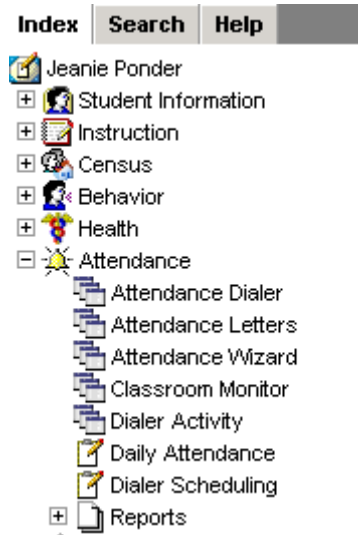 Index Search Help
Jeanie Ponder
Student Information
Instruction
Census
Behavior
Health
Attendance
Attendance Dialer
Attendance Letters
Attendance Wizard
Classroom Monitor
Dialer Activity
Daily Attendance
Dialer Scheduling
Reports